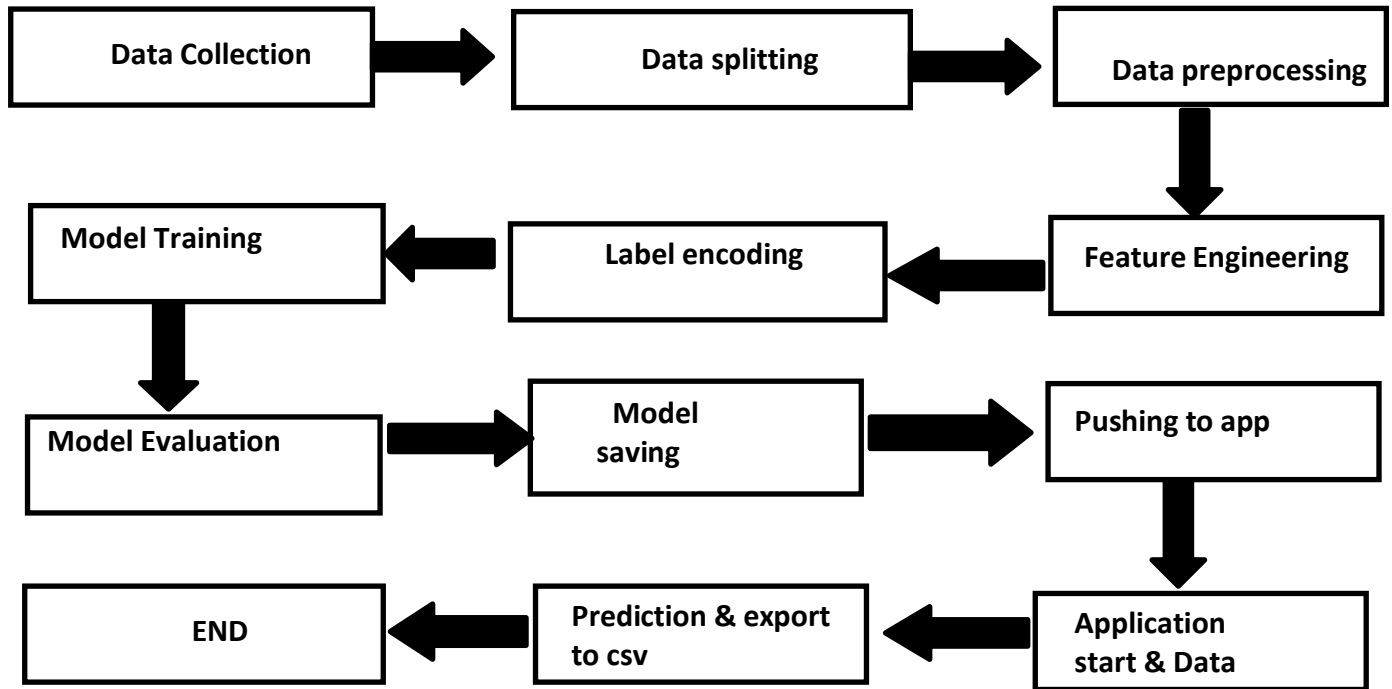 Data Collection
Data splitting
Data preprocessing
Feature Engineering
Label encoding
Model Training
Model Evaluation
Model
saving
Pushing to app
Application
start & Data
Prediction & export
to csv
END